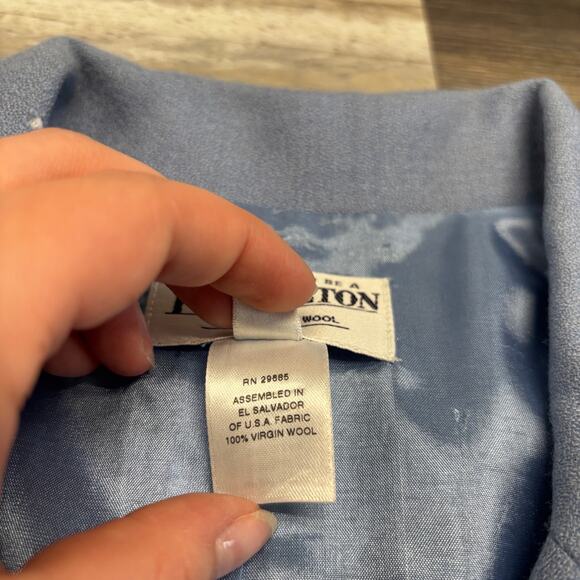 BE A
TON
WOOL
RN 29685
ASSEMBLED IN
EL SALVADOR
OF U.S.A. FABRIC
100% VIRGIN WOOL